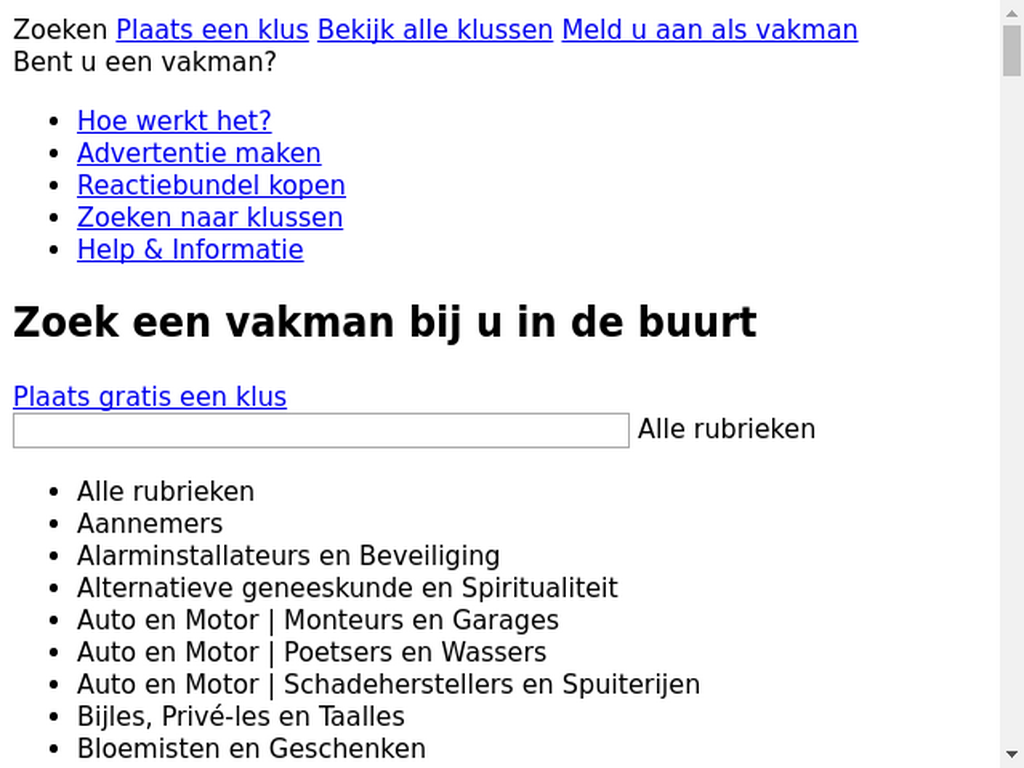 Zoeken Plaats een klus Bekijk alle klussen Meld u aan als vakman
Bent u een vakman?
Hoe werkt het?
Advertentie maken
Reactiebundel kopen
Zoeken naar klussen
Help & Informatie
Zoek een vakman bij u in de buurt
Plaats gratis een klus
Alle rubrieken
Alle rubrieken
Aannemers
Alarminstallateurs en Beveiliging
Alternatieve geneeskunde en Spiritualiteit
Auto en Motor | Monteurs en Garages
Auto en Motor | Poetsers en Wassers
Auto en Motor | Schadeherstellers en Spuiterijen
Bijles, Privé-les en Taalles
Bloemisten en Geschenken